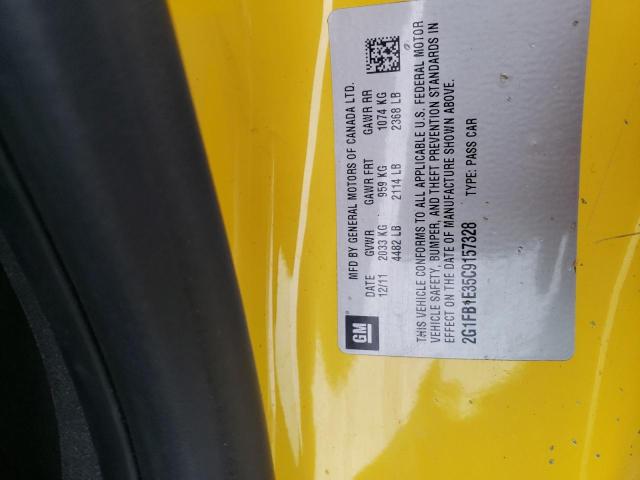 GM
MFD BY GENERAL MOTORS OF CANADA LTD.
DATE GVWR GAWR FRT GAWR RR
12/11 2033 KG 959 KG 1074 KG
4482 LB 2114 LB 2368 LB
THIS VEHICLE CONFORMS TO ALL APPLICABLE U.S. FEDERAL MOTOR
VEHICLE SAFETY, BUMPER, AND THEFT PREVENTION STANDARDS IN
EFFECT ON THE DATE OF MANUFACTURE SHOWN ABOVE.
2G1FB1E35C9157328 TYPE: PASS CAR